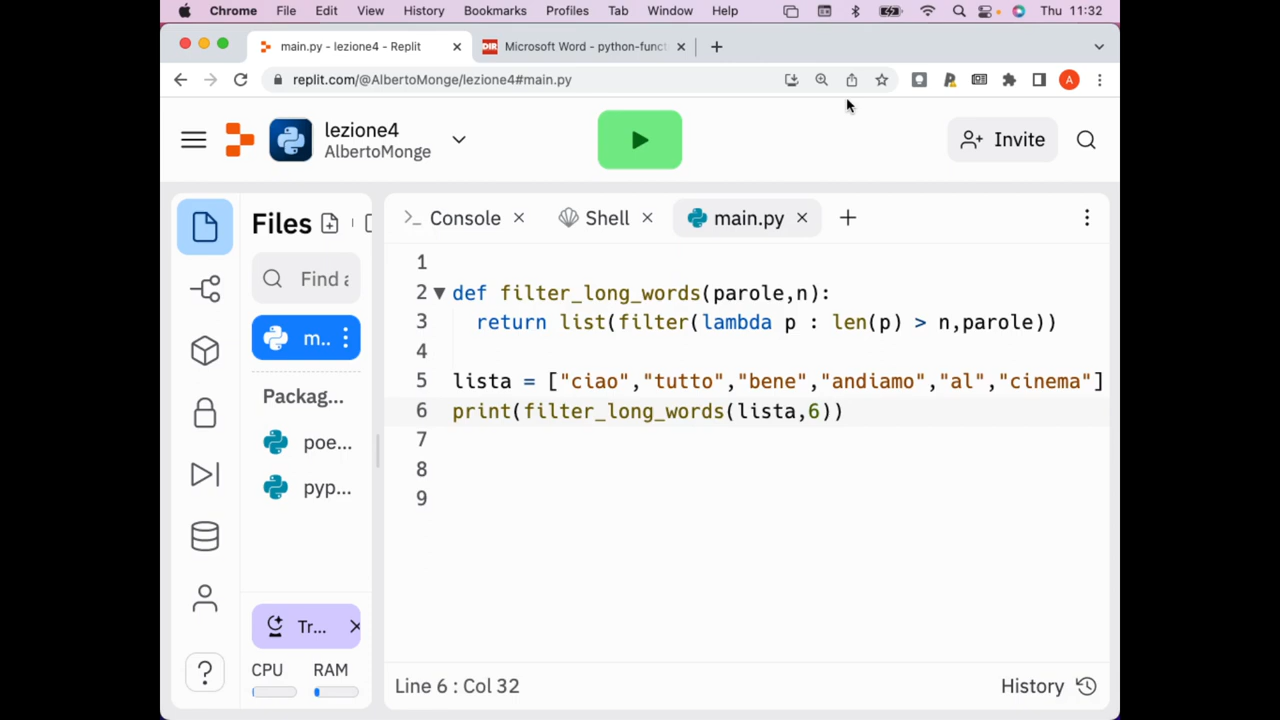 Chrome File Edit View History Bookmarks Profiles Tab Window Help Thu 11:32
main.py - lezione4 - Replit
DIR Microsoft Word - python-funct
replit.com/@AlbertoMonge/lezione4#main.py
A
lezione4
AlbertoMonge
Invite
Files
Console
Shell
main.py
Find a
m..
Packag...
poe...
pyp...
Tr...
CPU RAM
1
2 def filter_long_words(parole,n):
3 return list(filter(lambda p : len(p) > n,parole))
4
5 lista = ["ciao","tutto","bene","andiamo","al","cinema"]
6 print(filter_long_words(lista,6))
7
8
9
?
Line 6 : Col 32
History